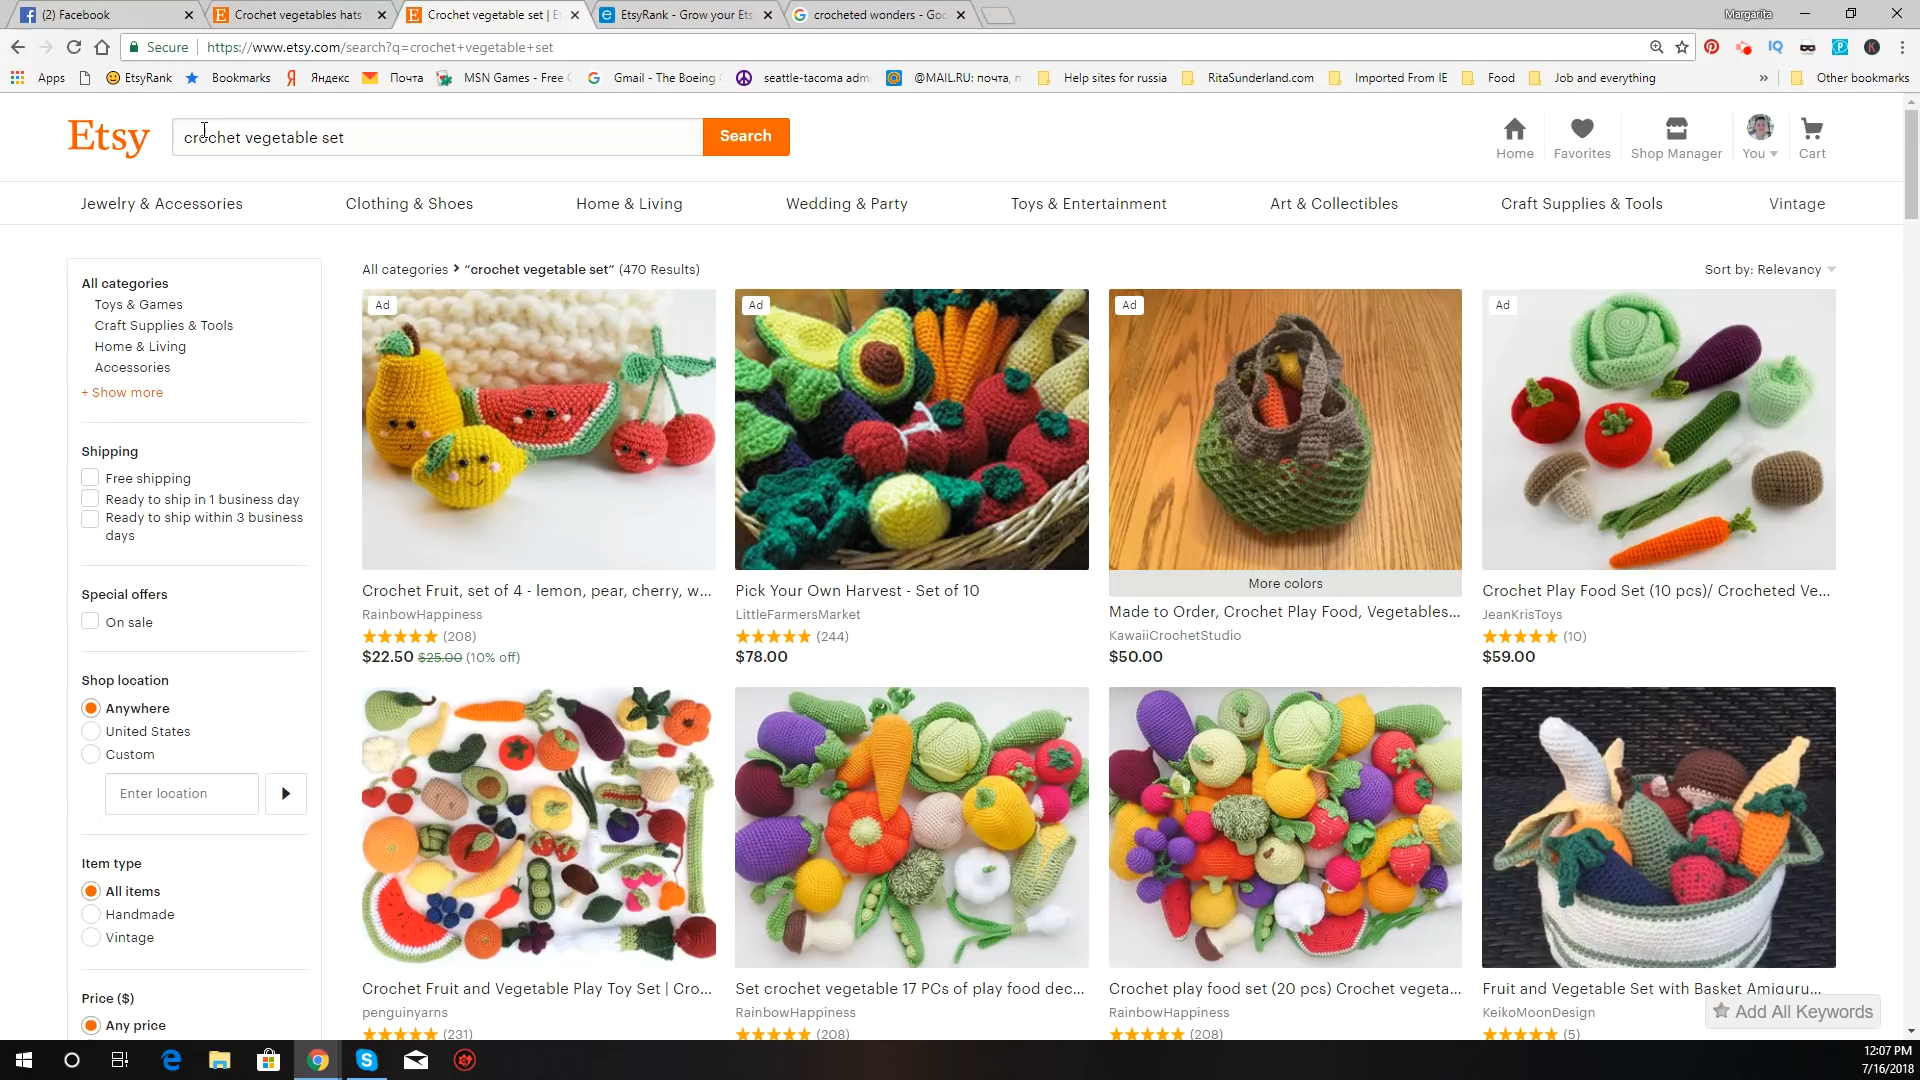 (2) Facebook
Crochet vegetables hats
Crochet vegetable set | E
EtsyRank - Grow your Ets
crocheted wonders - Goo
Margarita
Secure
https://www.etsy.com/search?q=crochet+vegetable+set
Apps
EtsyRank
Bookmarks
Яндекс
Почта
MSN Games - Free
Gmail - The Boeing
seattle-tacoma adm
@MAIL.RU: почта, п
Help sites for russia
RitaSunderland.com
Imported From IE
Food
Job and everything
»
Other bookmarks
Etsy
crochet vegetable set
Search
Home
Favorites
Shop Manager
You
Cart
Jewelry & Accessories
Clothing & Shoes
Home & Living
Wedding & Party
Toys & Entertainment
Art & Collectibles
Craft Supplies & Tools
Vintage
All categories
Toys & Games
Craft Supplies & Tools
Home & Living
Accessories
+ Show more
Shipping
Free shipping
Ready to ship in 1 business day
Ready to ship within 3 business
days
Special offers
On sale
Shop location
Anywhere
United States
Custom
Enter location
Item type
All items
Handmade
Vintage
Price ($)
Any price
All categories > “crochet vegetable set” (470 Results)
Sort by: Relevancy
Ad
Crochet Fruit, set of 4 - lemon, pear, cherry, w...
RainbowHappiness
(208)
$22.50 $25.00 (10% off)
Ad
Pick Your Own Harvest - Set of 10
LittleFarmersMarket
(244)
$78.00
Ad
More colors
Made to Order, Crochet Play Food, Vegetables...
KawaiiCrochetStudio
$50.00
Ad
Crochet Play Food Set (10 pcs)/ Crocheted Ve...
JeanKrisToys
(10)
$59.00
Crochet Fruit and Vegetable Play Toy Set | Cro...
penguinyarns
(231)
Set crochet vegetable 17 PCs of play food dec...
RainbowHappiness
(208)
Crochet play food set (20 pcs) Crochet vegeta...
RainbowHappiness
(208)
Fruit and Vegetable Set with Basket Amiguru...
KeikoMoonDesign
(5)
Add All Keywords
12:07 PM
7/16/2018